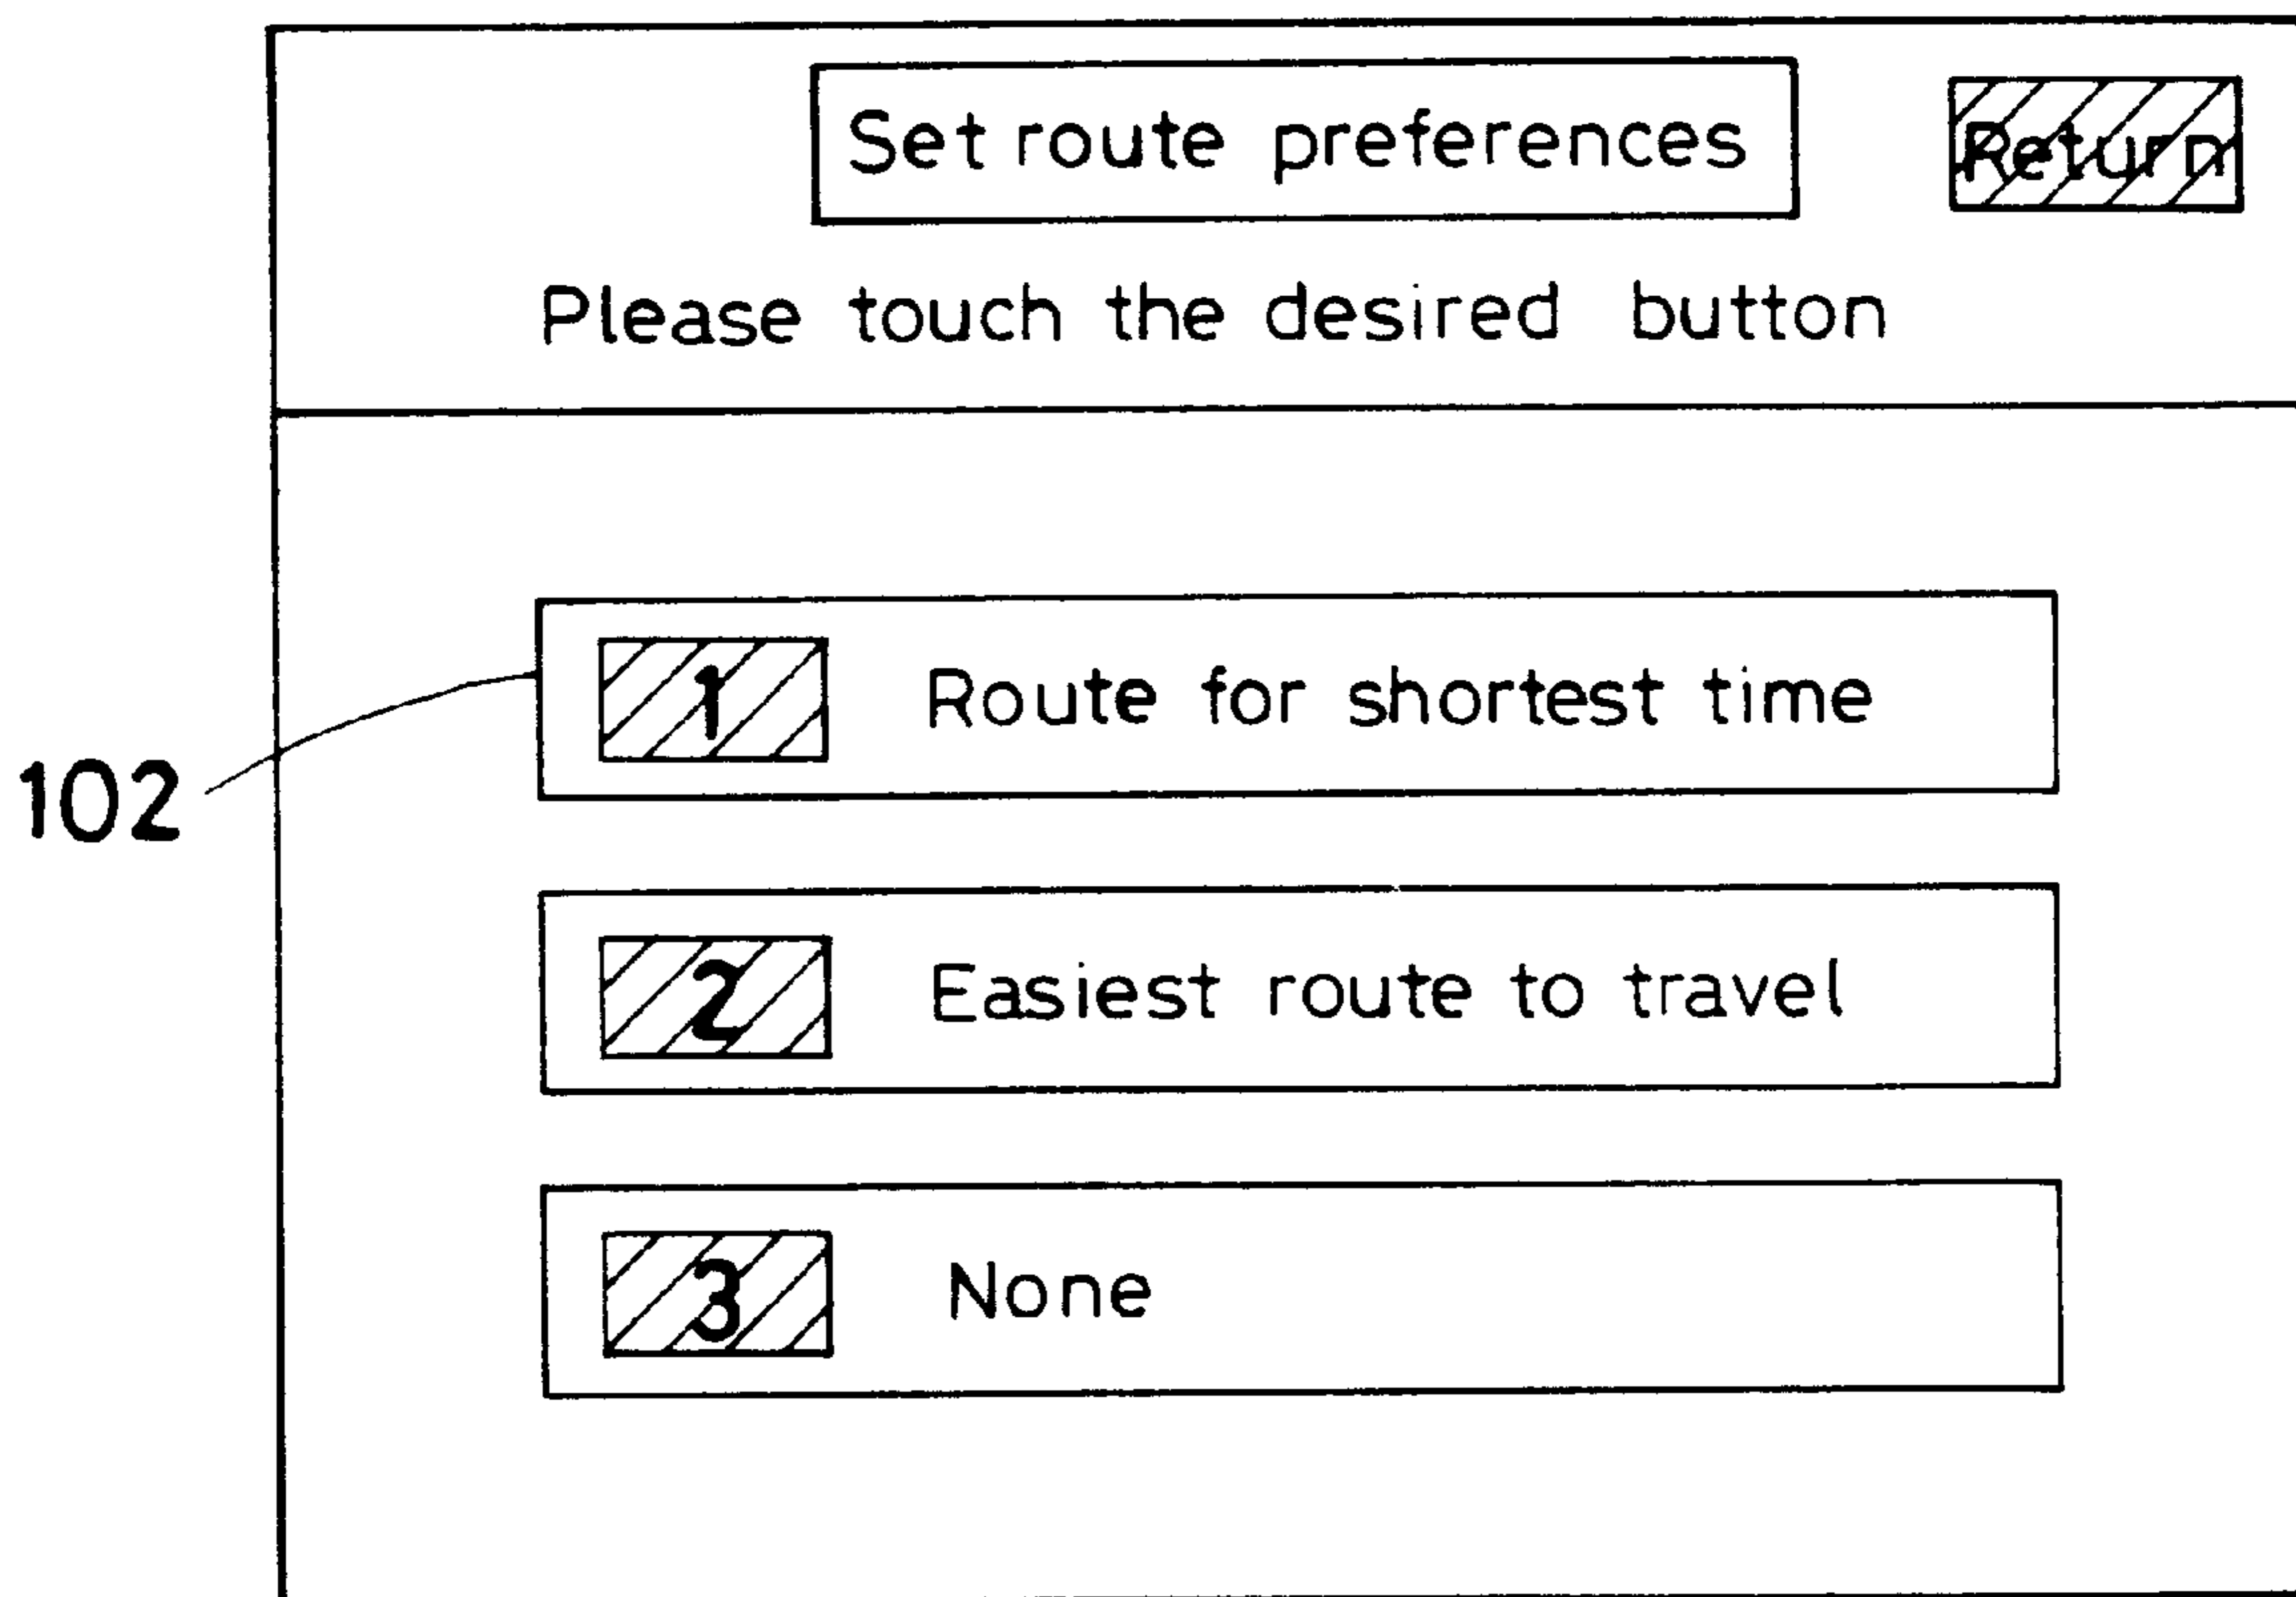 Set route preferences Return
Please touch the desired button
1 Route for shortest time
102
2 Easiest route to travel
3 None